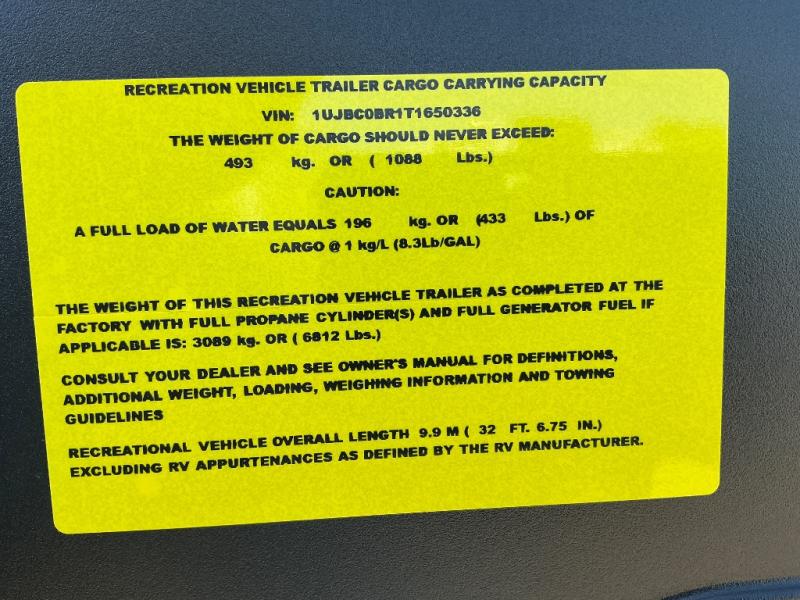 RECREATION VEHICLE TRAILER CARGO CARRYING CAPACITY
VIN: 1UJBC0BR1T1650336
THE WEIGHT OF CARGO SHOULD NEVER EXCEED:
493 kg. OR ( 1088 Lbs.)
CAUTION:
A FULL LOAD OF WATER EQUALS 196 kg. OR (433 Lbs.) OF
CARGO @ 1 kg/L (8.3Lb/GAL)
THE WEIGHT OF THIS RECREATION VEHICLE TRAILER AS COMPLETED AT THE
FACTORY WITH FULL PROPANE CYLINDER(S) AND FULL GENERATOR FUEL IF
APPLICABLE IS: 3089 kg. OR ( 6812 Lbs.)
CONSULT YOUR DEALER AND SEE OWNER'S MANUAL FOR DEFINITIONS,
ADDITIONAL WEIGHT, LOADING, WEIGHING INFORMATION AND TOWING
GUIDELINES
RECREATIONAL VEHICLE OVERALL LENGTH 9.9 M ( 32 FT. 6.75 IN.)
EXCLUDING RV APPURTENANCES AS DEFINED BY THE RV MANUFACTURER.